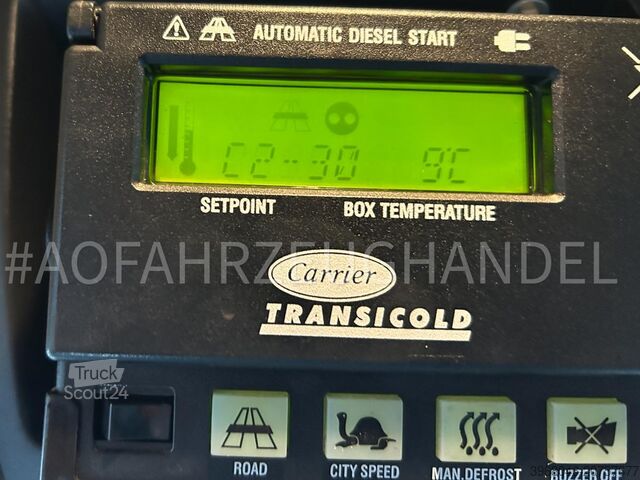 AUTOMATIC DIESEL START
C2-30 9°C
SETPOINT BOX TEMPERATURE
#AOFAHRZEUGHANDEL
Carrier
TRANSICOLD
Truck
Scout24
ROAD CITY SPEED MAN.DEFROST BUZZER OFF